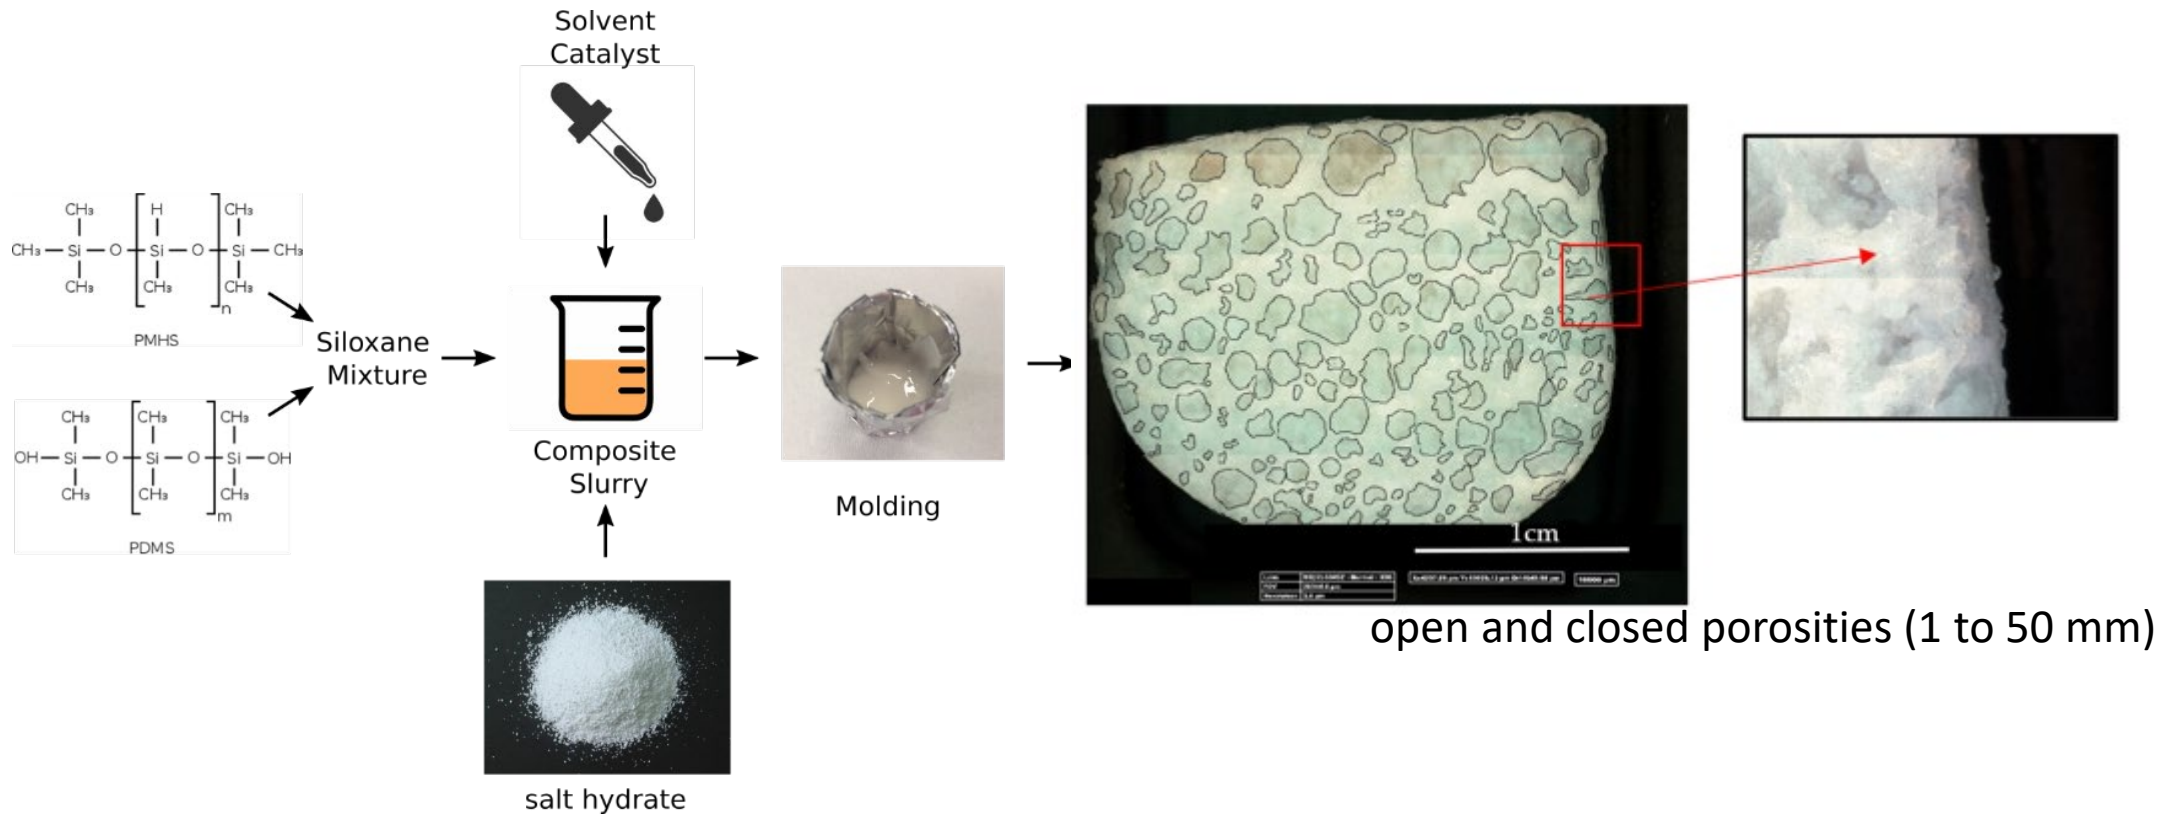 Solvent
Catalyst
CH₃ H CH₃
CH₃ — Si — O — Si — O — Si — CH₃
CH₃ CH₃ CH₃
n
PMHS
Siloxane
Mixture
CH₃ CH₃ CH₃
OH — Si — O — Si — O — Si — OH
CH₃ CH₃ CH₃
m
PDMS
Composite
Slurry
Molding
salt hydrate
1cm
open and closed porosities (1 to 50 mm)